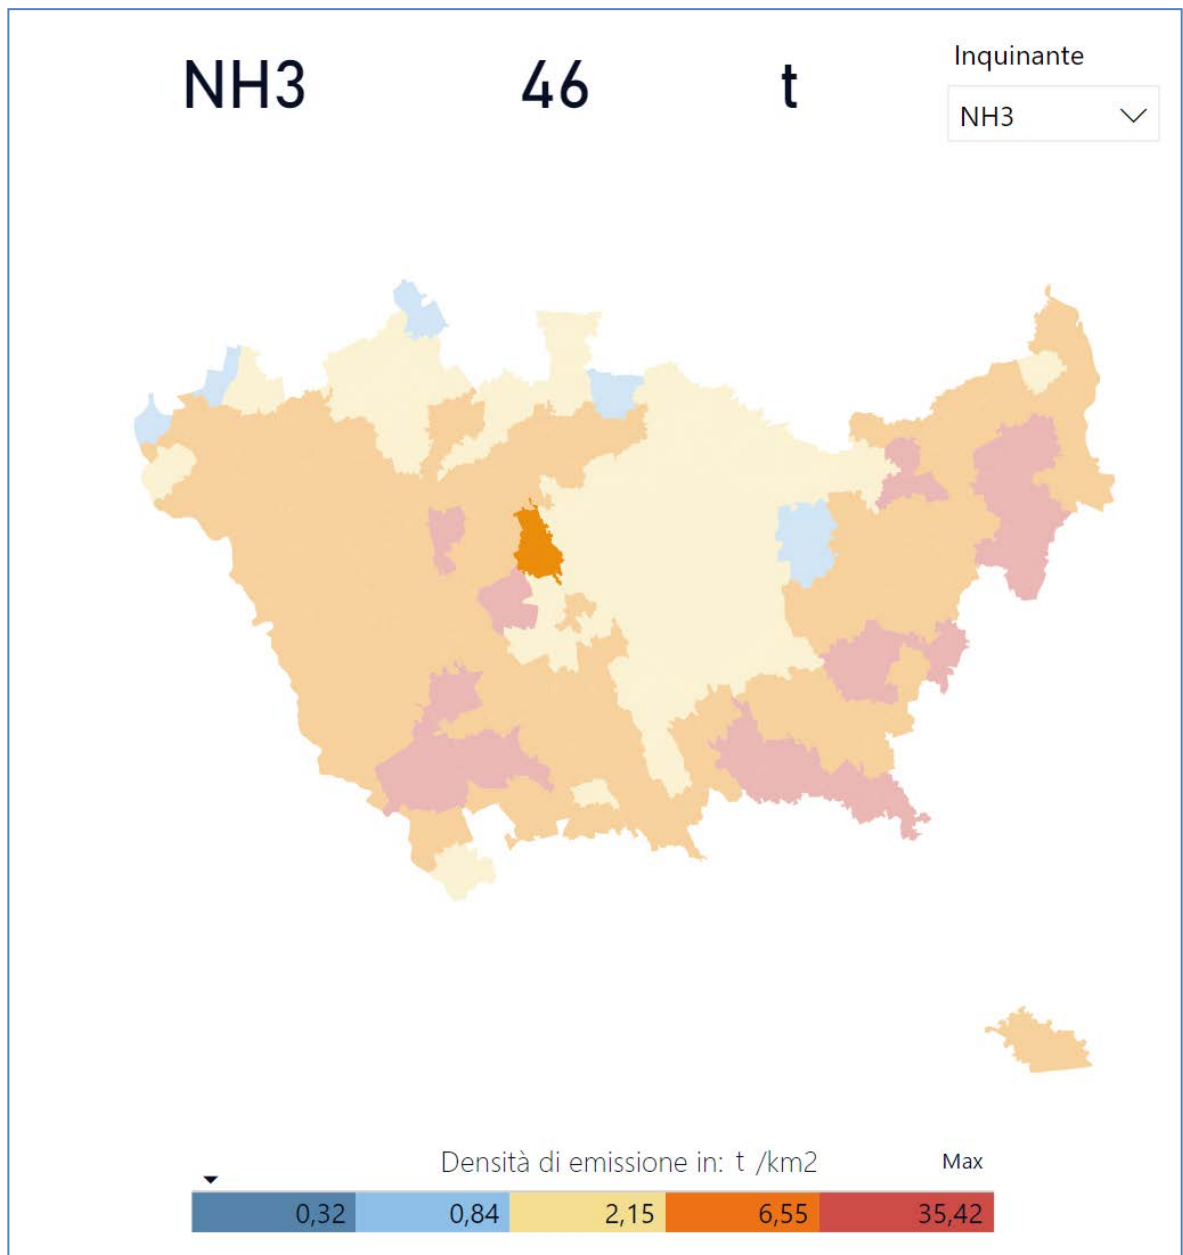 NH3 46 t
Inquinante
NH3
Densità di emissione in: t /km2 Max
0,32 0,84 2,15 6,55 35,42